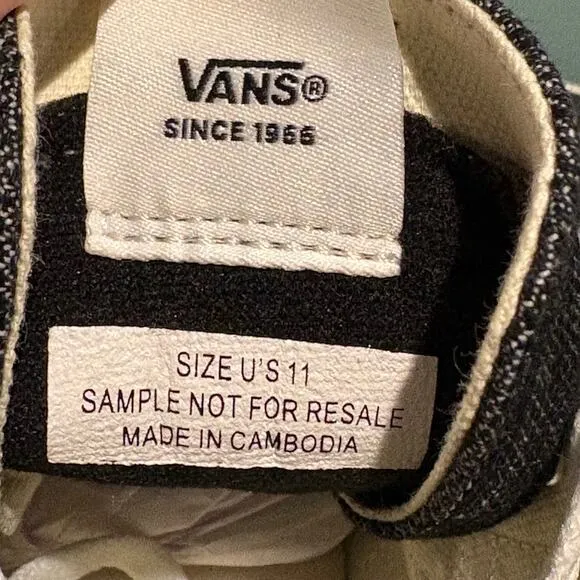 VANS®
SINCE 1966
SIZE U'S 11
SAMPLE NOT FOR RESALE
MADE IN CAMBODIA